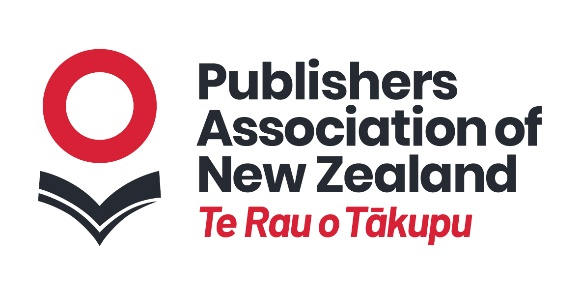 Publishers
Association of
New Zealand
Te Rau o Tākupu